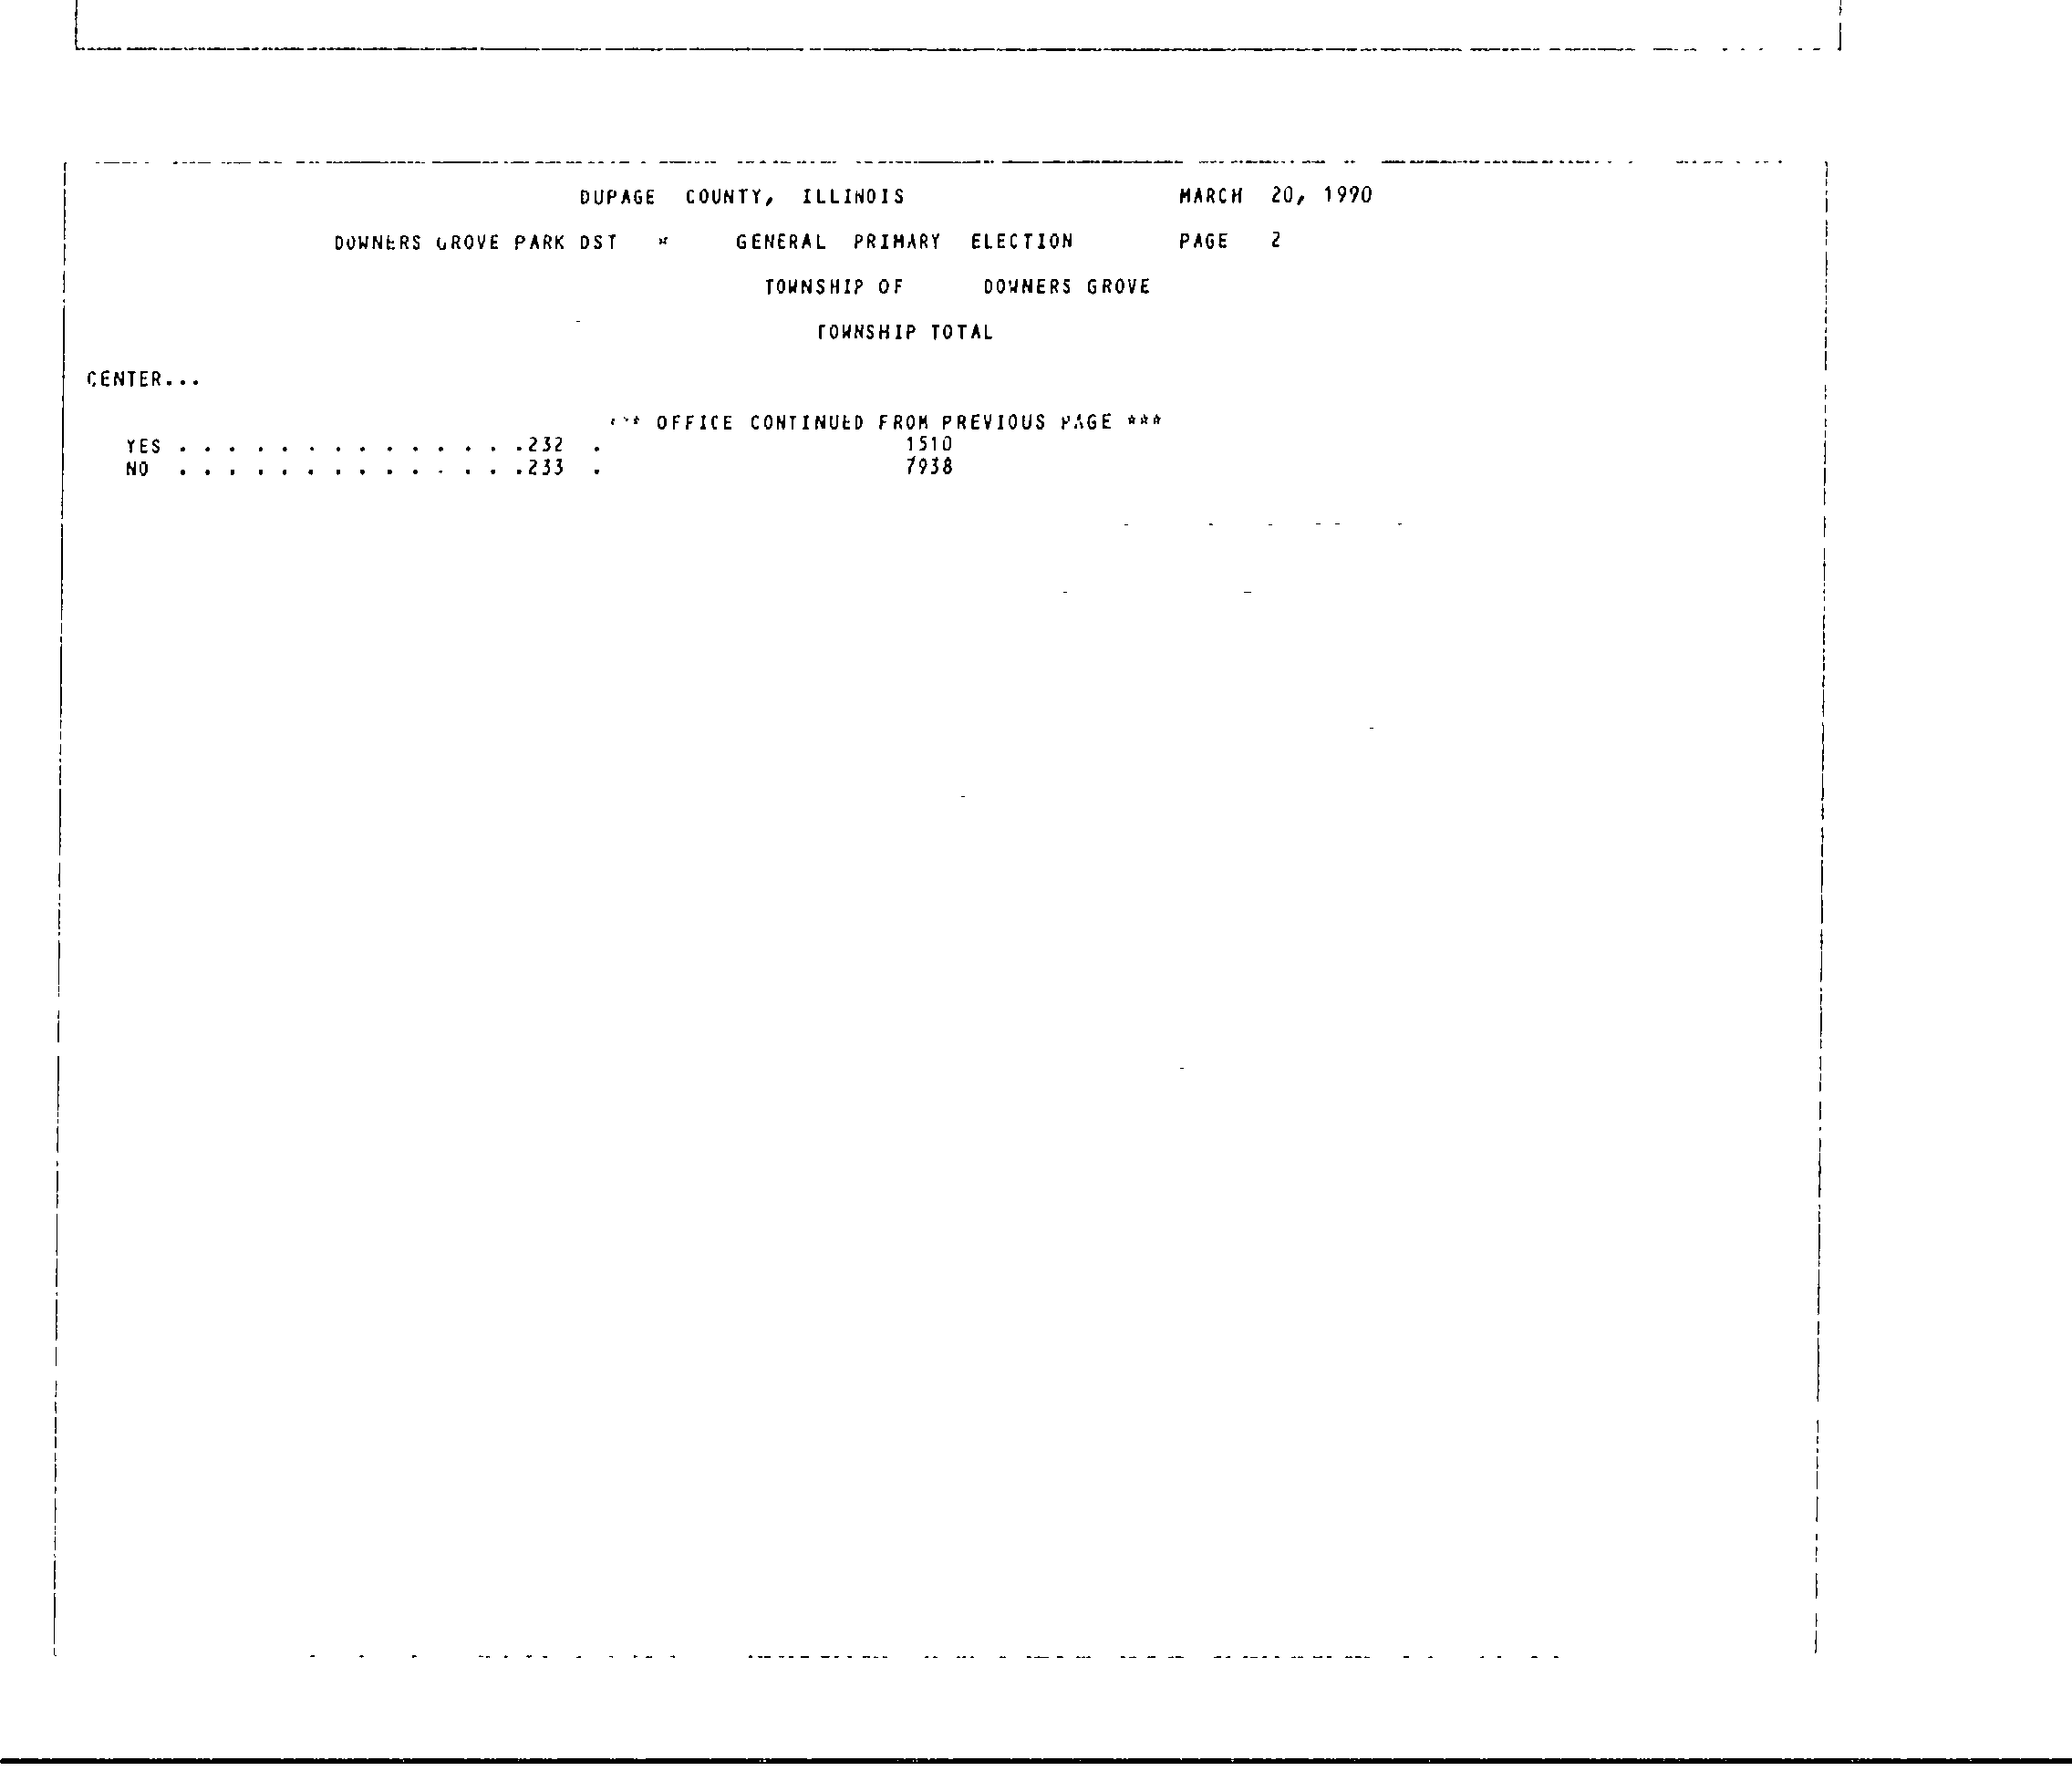 DUPAGE COUNTY, ILLINOIS MARCH 20, 1990
DOWNERS GROVE PARK DST * GENERAL PRIMARY ELECTION PAGE 2
TOWNSHIP OF DOWNERS GROVE
TOWNSHIP TOTAL
CENTER...
*** OFFICE CONTINUED FROM PREVIOUS PAGE ***
YES . . . . . . . . . . . . . .232 . 1510
NO . . . . . . . . . . . . . .233 . 7938